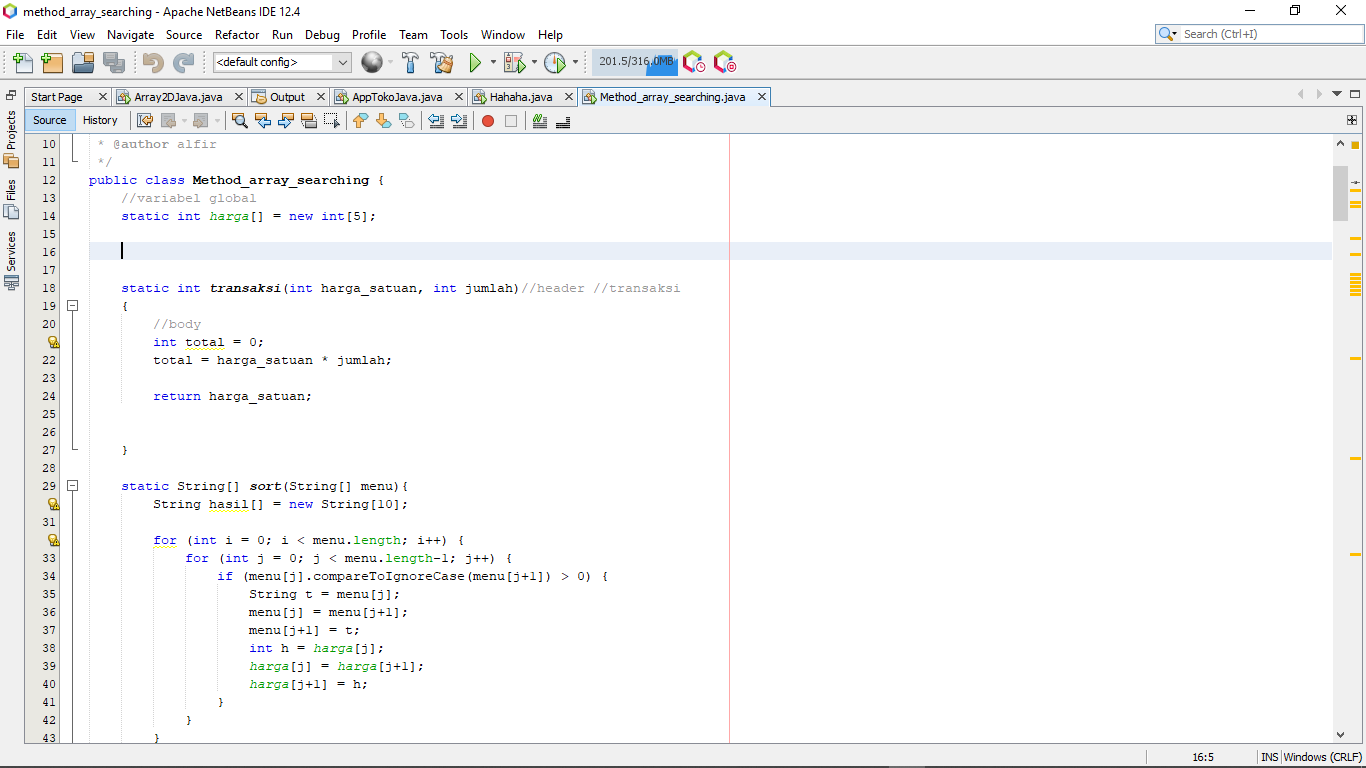 method_array_searching - Apache NetBeans IDE 12.4
File Edit View Navigate Source Refactor Run Debug Profile Team Tools Window Help
Search (Ctrl+I)
<default config>
201.5/316.0MB
Start Page Array2DJava.java Output AppTokoJava.java Hahaha.java Method_array_searching.java
Source History
Projects
Files
Services
10 * @author alfir
11 */
12 public class Method_array_searching {
13 //variabel global
14 static int harga[] = new int[5];
15
16
17
18 static int transaksi(int harga_satuan, int jumlah)//header //transaksi
19 {
20 //body
int total = 0;
22 total = harga_satuan * jumlah;
23
24 return harga_satuan;
25
26
27 }
28
29 static String[] sort(String[] menu){
String hasil[] = new String[10];
31
for (int i = 0; i < menu.length; i++) {
33 for (int j = 0; j < menu.length-1; j++) {
34 if (menu[j].compareToIgnoreCase(menu[j+1]) > 0) {
35 String t = menu[j];
36 menu[j] = menu[j+1];
37 menu[j+1] = t;
38 int h = harga[j];
39 harga[j] = harga[j+1];
40 harga[j+1] = h;
41 }
42 }
43 }
16:5 INS Windows (CRLF)